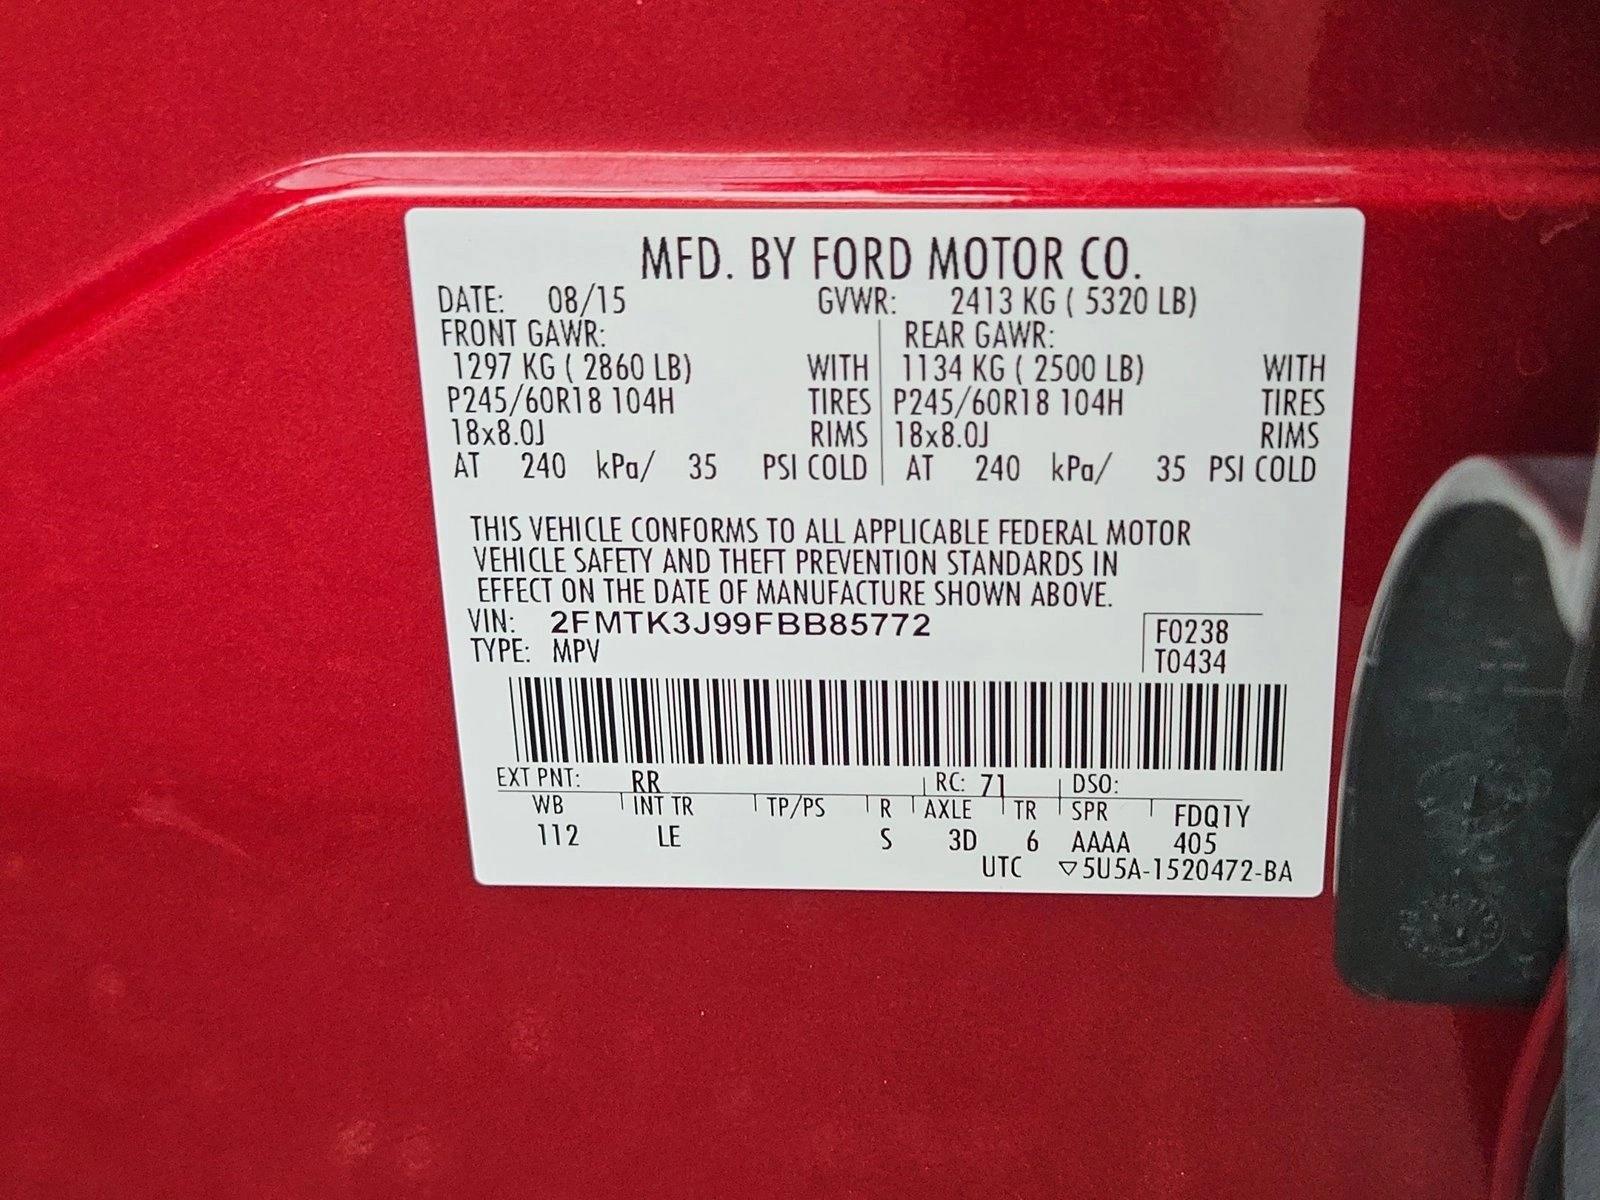 MFD. BY FORD MOTOR CO.
DATE: 08/15 GVWR: 2413 KG ( 5320 LB)
FRONT GAWR: REAR GAWR:
1297 KG ( 2860 LB) WITH 1134 KG ( 2500 LB) WITH
P245/60R18 104H TIRES P245/60R18 104H TIRES
18x8.0J RIMS 18x8.0J RIMS
AT 240 kPa/ 35 PSI COLD AT 240 kPa/ 35 PSI COLD
THIS VEHICLE CONFORMS TO ALL APPLICABLE FEDERAL MOTOR
VEHICLE SAFETY AND THEFT PREVENTION STANDARDS IN
EFFECT ON THE DATE OF MANUFACTURE SHOWN ABOVE.
VIN: 2FMTK3J99FBB85772 F0238
TYPE: MPV T0434
EXT PNT: RR RC: 71 DSO:
WB INT TR TP/PS R AXLE TR SPR FDQ1Y
112 LE S 3D 6 AAAA 405
UTC ▽5U5A-1520472-BA